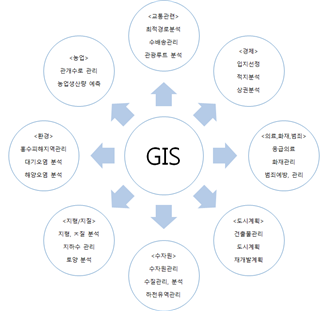 <교통관련>
최적경로분석
수배송관리
관광루트 분석
<농업>
관개수로 관리
농업생산량 예측
<경제>
입지선정
적지분석
상권분석
<환경>
홍수피해지역관리
대기오염 분석
해양오염 분석
GIS
<의료,화재,범죄>
응급의료
화재관리
범죄예방, 관리
<지형/지질>
지형, 지질 분석
지하수 관리
토양 분석
<도시계획>
건물관리
도시계획
재개발계획
<수자원>
수자원관리
수질관리, 분석
하천유역관리